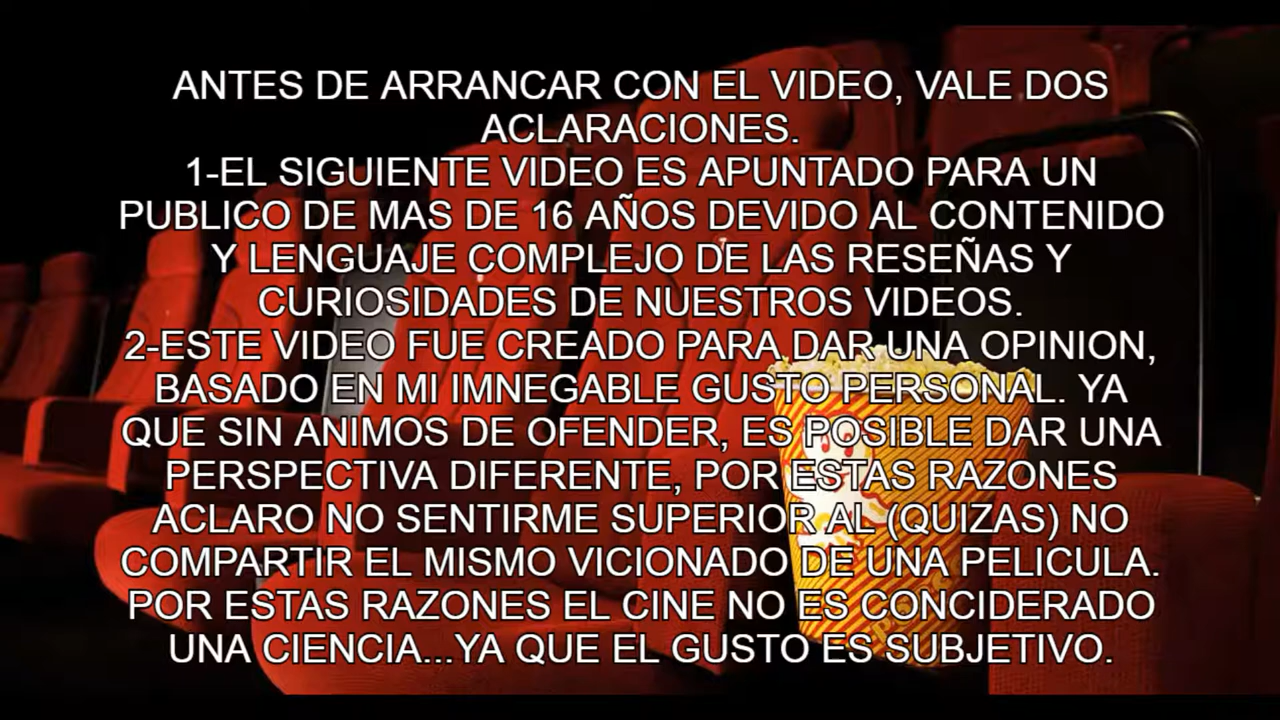 ANTES DE ARRANCAR CON EL VIDEO, VALE DOS
ACLARACIONES.
1-EL SIGUIENTE VIDEO ES APUNTADO PARA UN
PUBLICO DE MAS DE 16 AÑOS DEVIDO AL CONTENIDO
Y LENGUAJE COMPLEJO DE LAS RESEÑAS Y
CURIOSIDADES DE NUESTROS VIDEOS.
2-ESTE VIDEO FUE CREADO PARA DAR UNA OPINION,
BASADO EN MI IMNEGABLE GUSTO PERSONAL. YA
QUE SIN ANIMOS DE OFENDER, ES POSIBLE DAR UNA
PERSPECTIVA DIFERENTE, POR ESTAS RAZONES
ACLARO NO SENTIRME SUPERIOR AL (QUIZAS) NO
COMPARTIR EL MISMO VICIONADO DE UNA PELICULA.
POR ESTAS RAZONES EL CINE NO ES CONCIDERADO
UNA CIENCIA...YA QUE EL GUSTO ES SUBJETIVO.